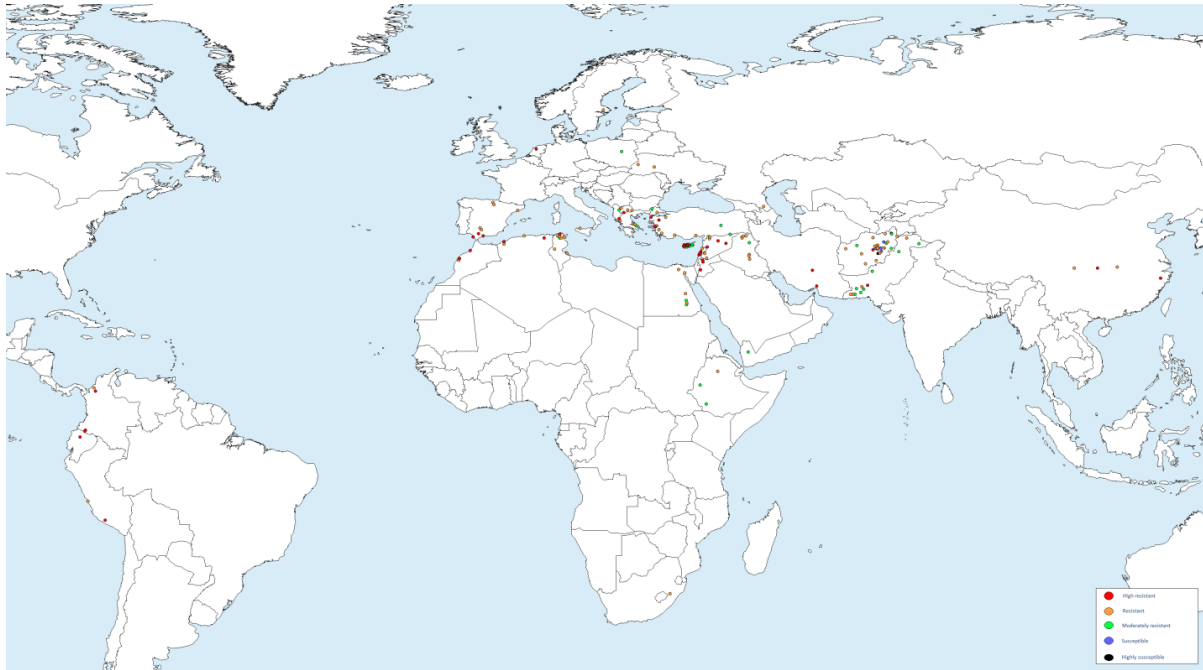 High resistant
Resistant
Moderately resistant
Susceptible
Highly susceptible